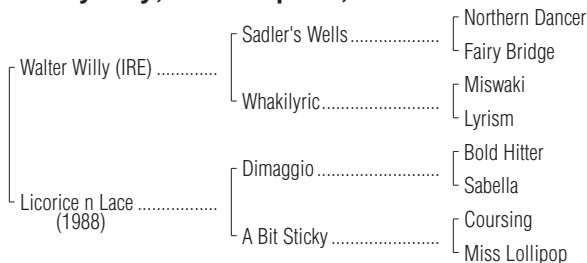 Northern Dancer
Sadler's Wells
Fairy Bridge
Walter Willy (IRE)
Miswaki
Whakilyric
Lyrism
Bold Hitter
Dimaggio
Sabella
Licorice n Lace
(1988)
Coursing
A Bit Sticky
Miss Lollipop